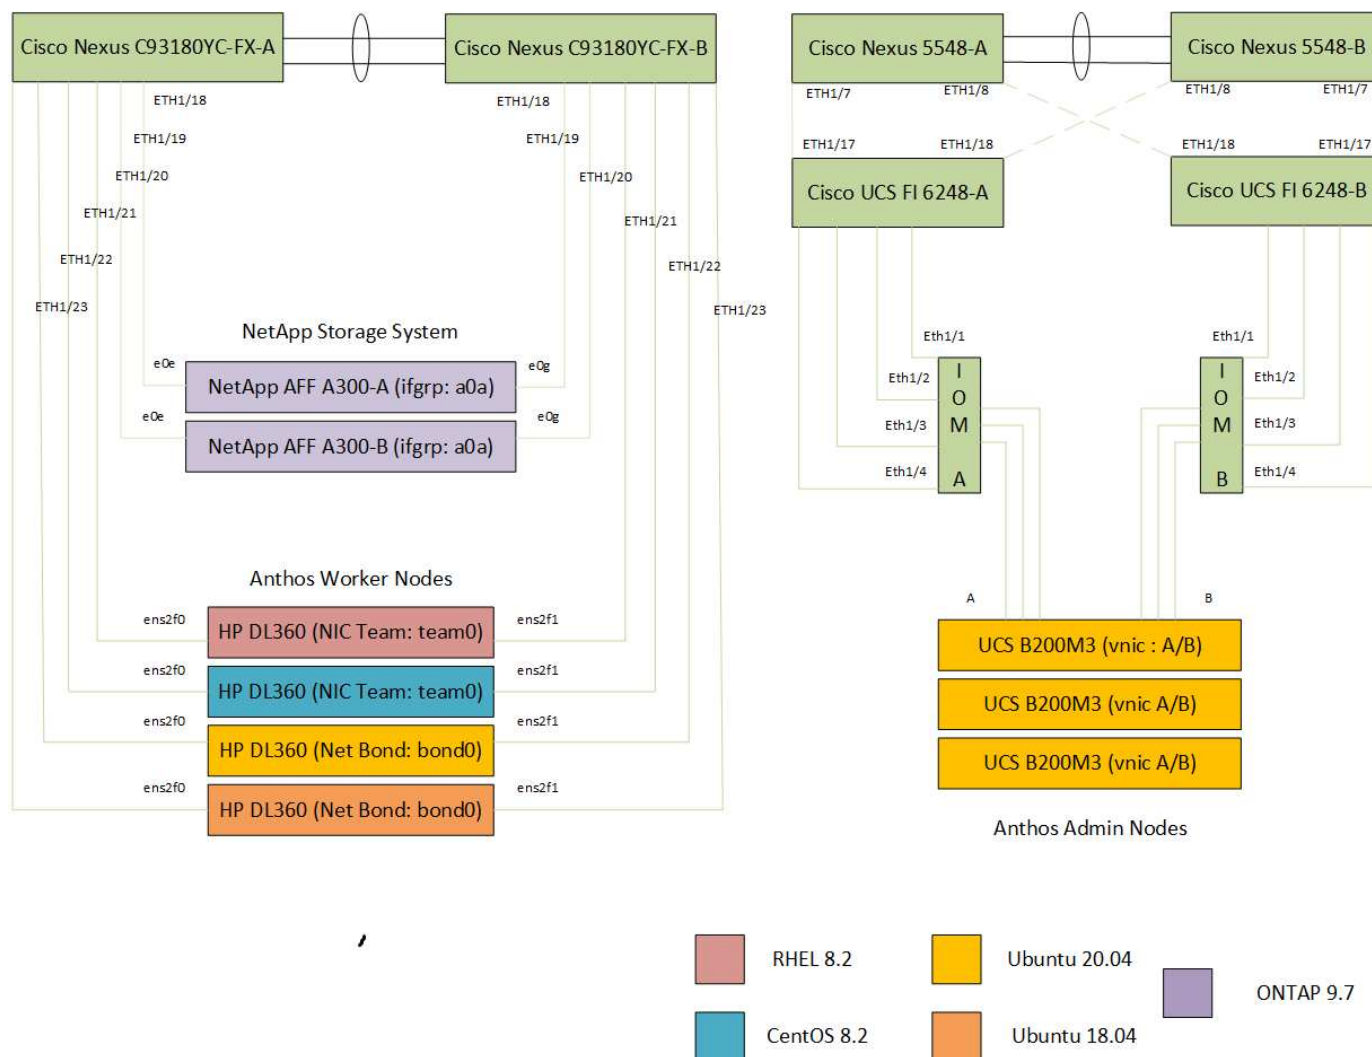 Cisco Nexus C93180YC-FX-A
Cisco Nexus C93180YC-FX-B
ETH1/18
ETH1/19
ETH1/20
ETH1/21
ETH1/22
ETH1/23
ETH1/18
ETH1/19
ETH1/20
ETH1/21
ETH1/22
ETH1/23
NetApp Storage System
e0e
NetApp AFF A300-A (ifgrp: a0a)
e0g
e0e
NetApp AFF A300-B (ifgrp: a0a)
e0g
Anthos Worker Nodes
ens2f0
HP DL360 (NIC Team: team0)
ens2f1
ens2f0
HP DL360 (NIC Team: team0)
ens2f1
ens2f0
HP DL360 (Net Bond: bond0)
ens2f1
ens2f0
HP DL360 (Net Bond: bond0)
ens2f1
Cisco Nexus 5548-A
Cisco Nexus 5548-B
ETH1/7
ETH1/8
ETH1/8
ETH1/7
ETH1/17
ETH1/18
ETH1/18
ETH1/17
Cisco UCS FI 6248-A
Cisco UCS FI 6248-B
Eth1/1
Eth1/2
Eth1/3
Eth1/4
I
O
M
A
Eth1/1
Eth1/2
Eth1/3
Eth1/4
I
O
M
B
A
B
UCS B200M3 (vnic : A/B)
UCS B200M3 (vnic A/B)
UCS B200M3 (vnic A/B)
Anthos Admin Nodes
RHEL 8.2
Ubuntu 20.04
ONTAP 9.7
CentOS 8.2
Ubuntu 18.04